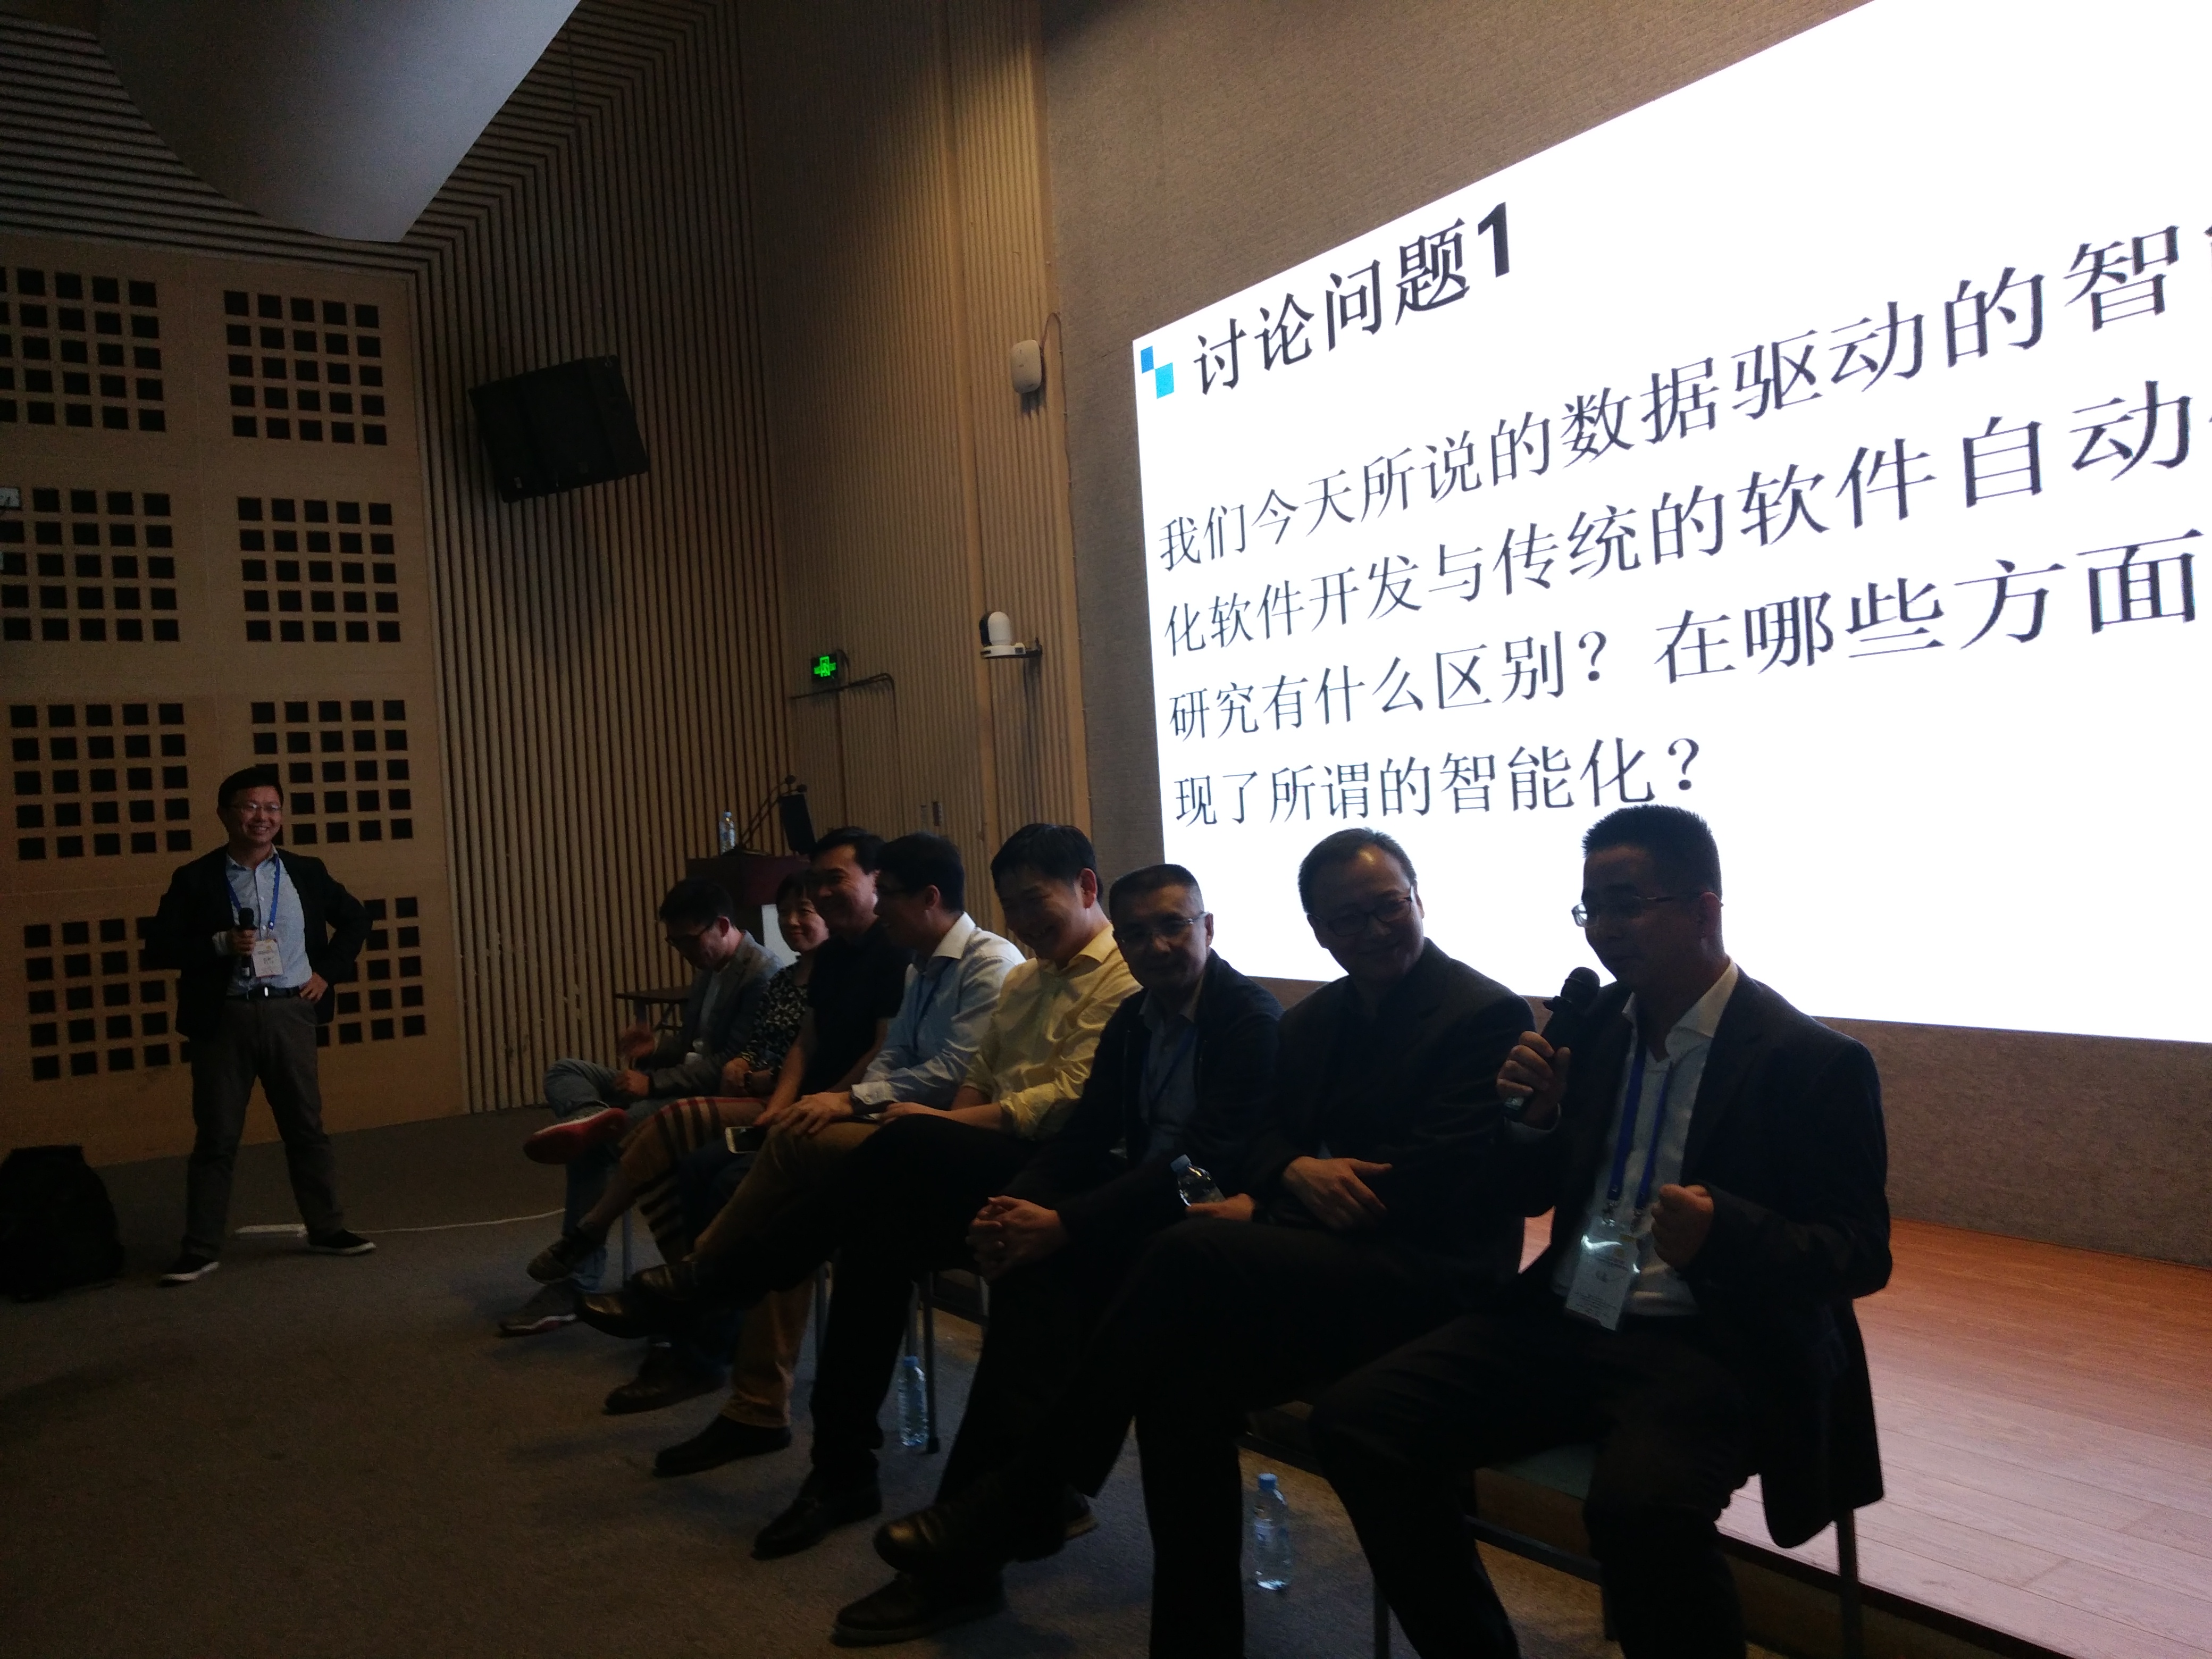 讨论问题1
我们今天所说的数据驱动的智
化软件开发与传统的软件自动
研究有什么区别？在哪些方面
现了所谓的智能化？